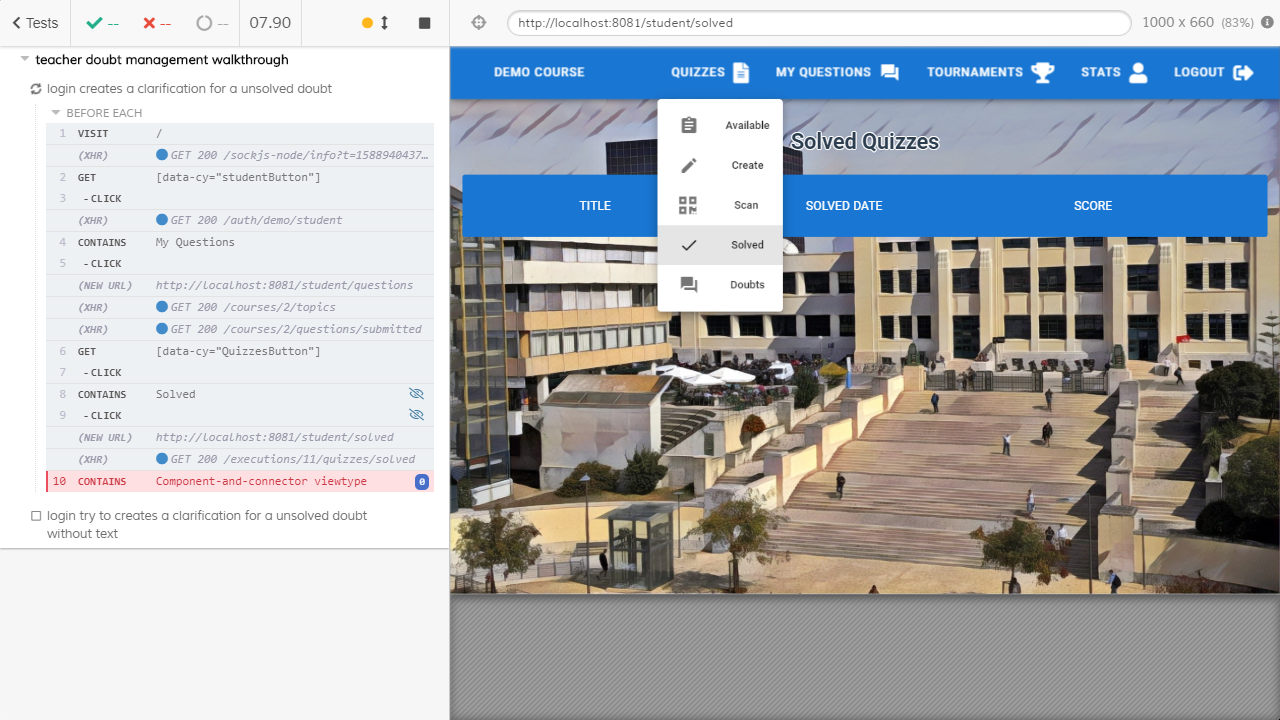 Tests
--
--
--
07.90
http://localhost:8081/student/solved
1000 x 660 (83%)
teacher doubt management walkthrough
login creates a clarification for a unsolved doubt
BEFORE EACH
1 VISIT /
(XHR) GET 200 /sockjs-node/info?t=1588940437…
2 GET [data-cy="studentButton"]
3 -CLICK
(XHR) GET 200 /auth/demo/student
4 CONTAINS My Questions
5 -CLICK
(NEW URL) http://localhost:8081/student/questions
(XHR) GET 200 /courses/2/topics
(XHR) GET 200 /courses/2/questions/submitted
6 GET [data-cy="QuizzesButton"]
7 -CLICK
8 CONTAINS Solved
9 -CLICK
(NEW URL) http://localhost:8081/student/solved
(XHR) GET 200 /executions/11/quizzes/solved
10 CONTAINS Component-and-connector viewtype 0
login try to creates a clarification for a unsolved doubt
without text
DEMO COURSE QUIZZES MY QUESTIONS TOURNAMENTS STATS LOGOUT
Available
Create
Scan
Solved
Doubts
Solved Quizzes
TITLE SOLVED DATE SCORE